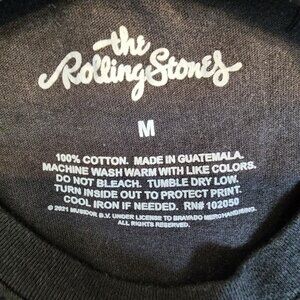 the
Rolling Stones
M
100% COTTON. MADE IN GUATEMALA.
MACHINE WASH WARM WITH LIKE COLORS.
DO NOT BLEACH. TUMBLE DRY LOW.
TURN INSIDE OUT TO PROTECT PRINT.
COOL IRON IF NEEDED. RN# 102050
© 2021 MUSIDOR B.V. UNDER LICENSE TO BRAVADO MERCHANDISING.
ALL RIGHTS RESERVED.